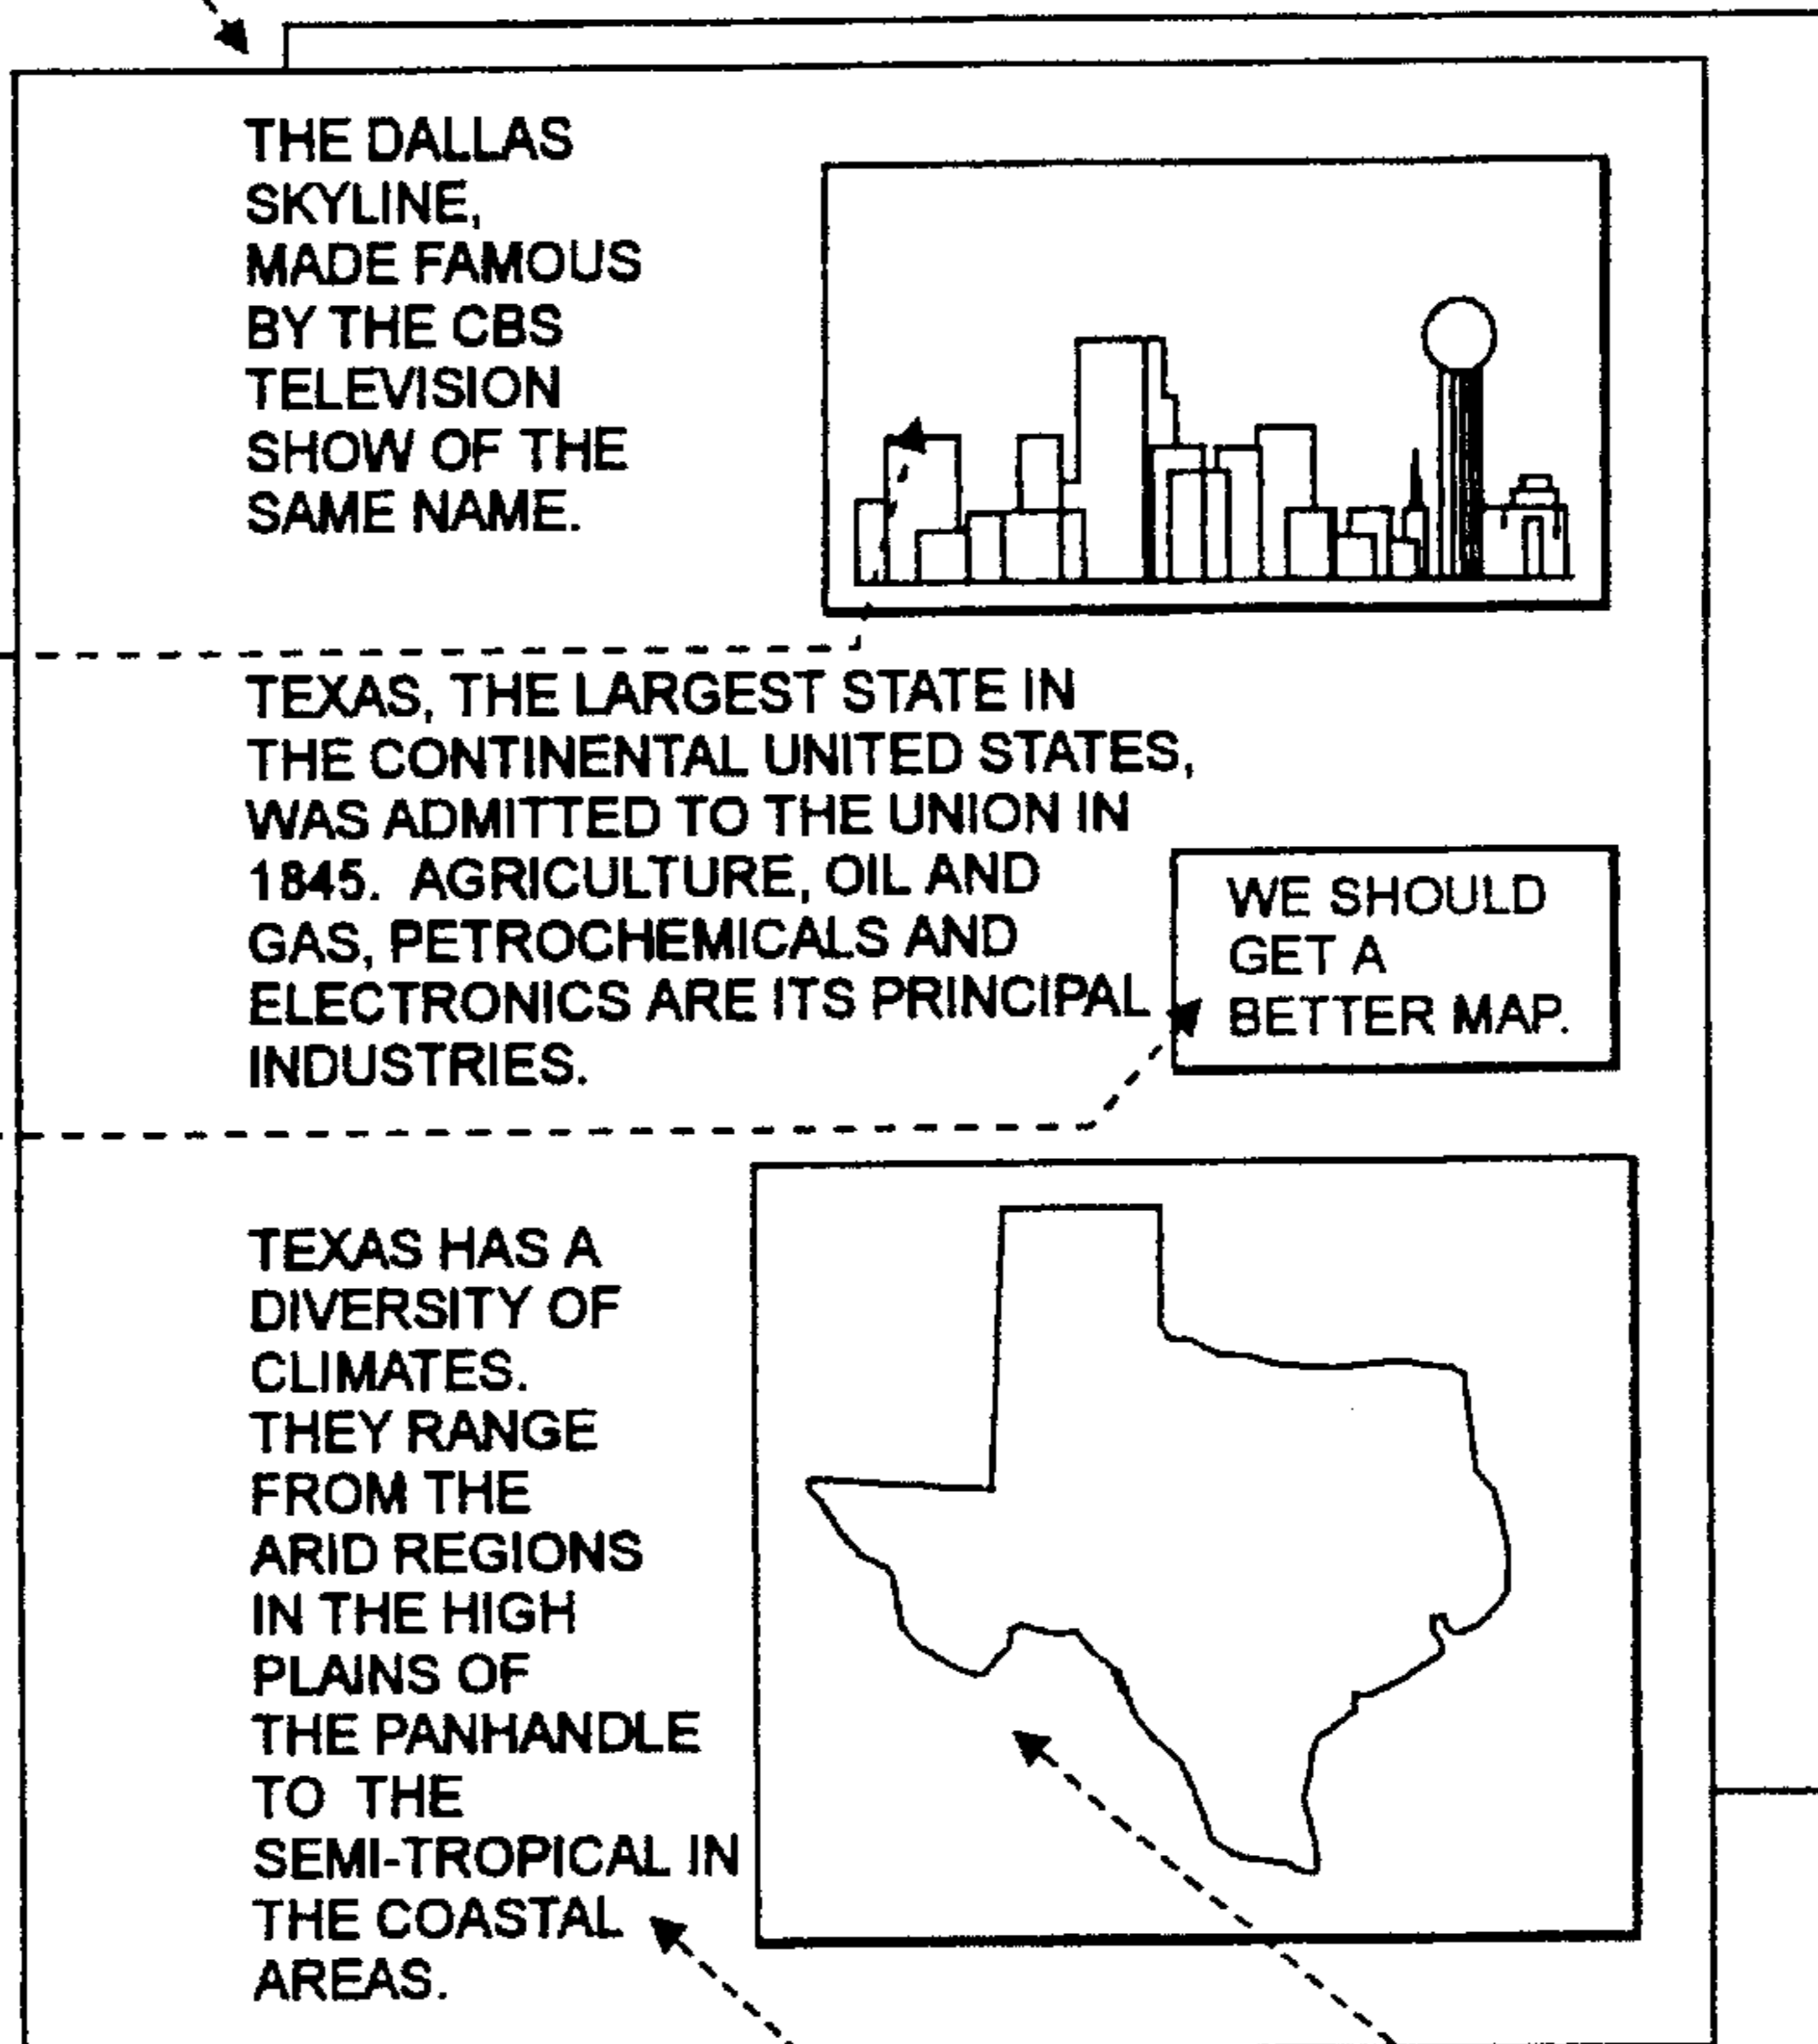 THE DALLAS
SKYLINE,
MADE FAMOUS
BY THE CBS
TELEVISION
SHOW OF THE
SAME NAME.
TEXAS, THE LARGEST STATE IN
THE CONTINENTAL UNITED STATES,
WAS ADMITTED TO THE UNION IN
1845. AGRICULTURE, OIL AND
GAS, PETROCHEMICALS AND
ELECTRONICS ARE ITS PRINCIPAL
INDUSTRIES.
WE SHOULD
GET A
BETTER MAP.
TEXAS HAS A
DIVERSITY OF
CLIMATES.
THEY RANGE
FROM THE
ARID REGIONS
IN THE HIGH
PLAINS OF
THE PANHANDLE
TO THE
SEMI-TROPICAL IN
THE COASTAL
AREAS.